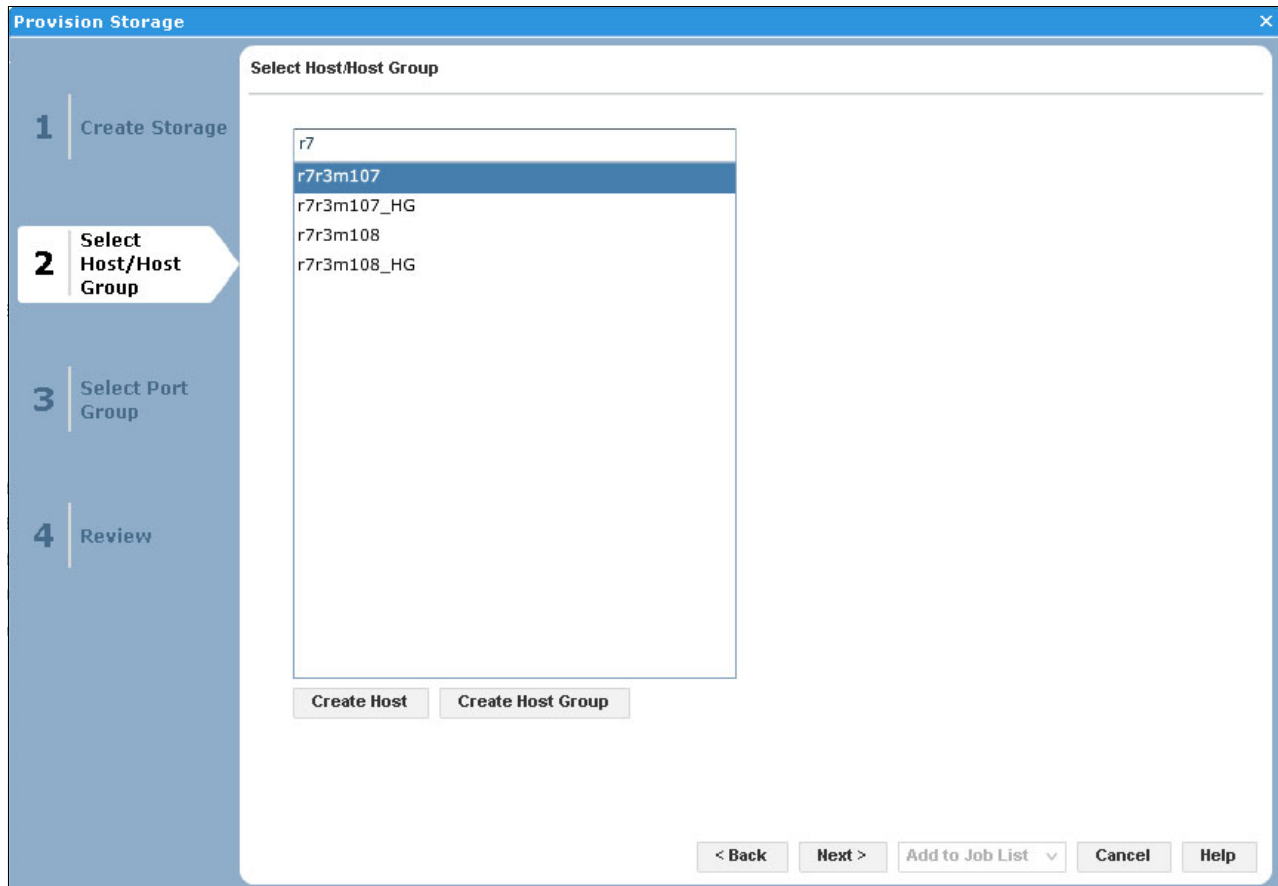 Provision Storage
Select Host/Host Group
1
Create Storage
2
Select
Host/Host
Group
3
Select Port
Group
4
Review
r7
r7r3m107
r7r3m107_HG
r7r3m108
r7r3m108_HG
Create Host
Create Host Group
< Back
Next >
Add to Job List
Cancel
Help